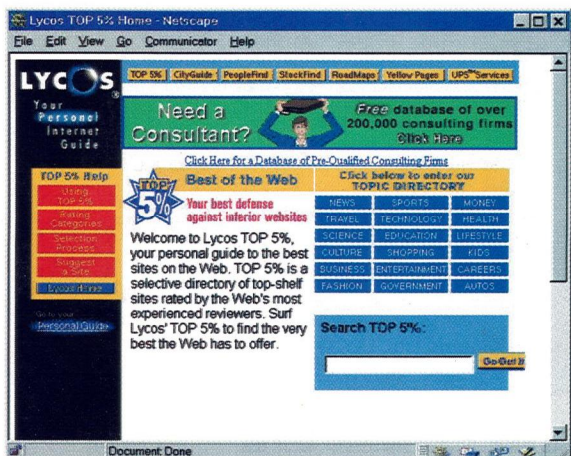 Lycos TOP 5% Home - Netscape
File Edit View Go Communicator Help
LYCOS
®
Your
Personal
Internet
Guide
TOP 5% CityGuide PeopleFind StockFind RoadMaps Yellow Pages UPS™Services
Need a
Consultant?
Free database of over
200,000 consulting firms
Click Here
Click Here for a Database of Pre-Qualified Consulting Firms
TOP 5% Help
Using
TOP 5%
Rating
Categories
Selection
Process
Suggest
a Site
Lycos Home
Go to your
Personal Guide
TOP
5%
Best of the Web
Your best defense
against inferior websites
Welcome to Lycos TOP 5%,
your personal guide to the best
sites on the Web. TOP 5% is a
selective directory of top-shelf
sites rated by the Web's most
experienced reviewers. Surf
Lycos' TOP 5% to find the very
best the Web has to offer.
Click below to enter our
TOPIC DIRECTORY
NEWS SPORTS MONEY
TRAVEL TECHNOLOGY HEALTH
SCIENCE EDUCATION LIFESTYLE
CULTURE SHOPPING KIDS
BUSINESS ENTERTAINMENT CAREERS
FASHION GOVERNMENT AUTOS
Search TOP 5%:
Go Get It
Document: Done